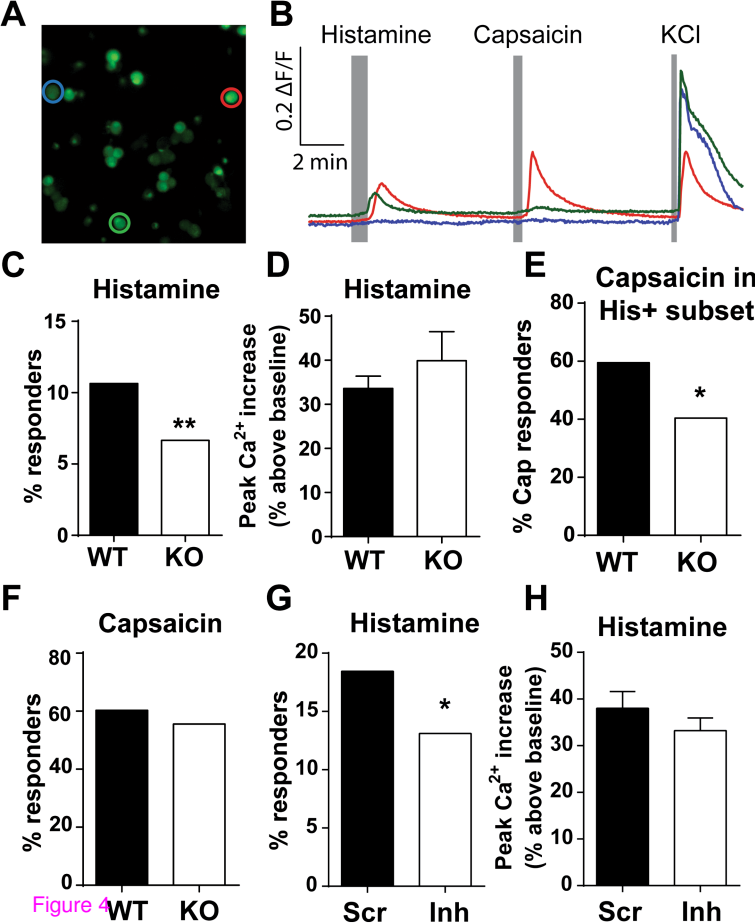 A
B
Histamine
Capsaicin
KCl
0.2 ΔF/F
2 min
C
Histamine
% responders
15
10
5
0
**
WT
KO
D
Histamine
Peak Ca2+ increase
(% above baseline)
50
40
30
20
10
0
WT
KO
E
Capsaicin in
His+ subset
% Cap responders
80
60
40
20
0
*
WT
KO
F
Capsaicin
% responders
80
60
40
20
0
WT
KO
Figure 4
G
Histamine
% responders
20
15
10
5
0
*
Scr
Inh
H
Histamine
Peak Ca2+ increase
(% above baseline)
50
40
30
20
10
0
Scr
Inh